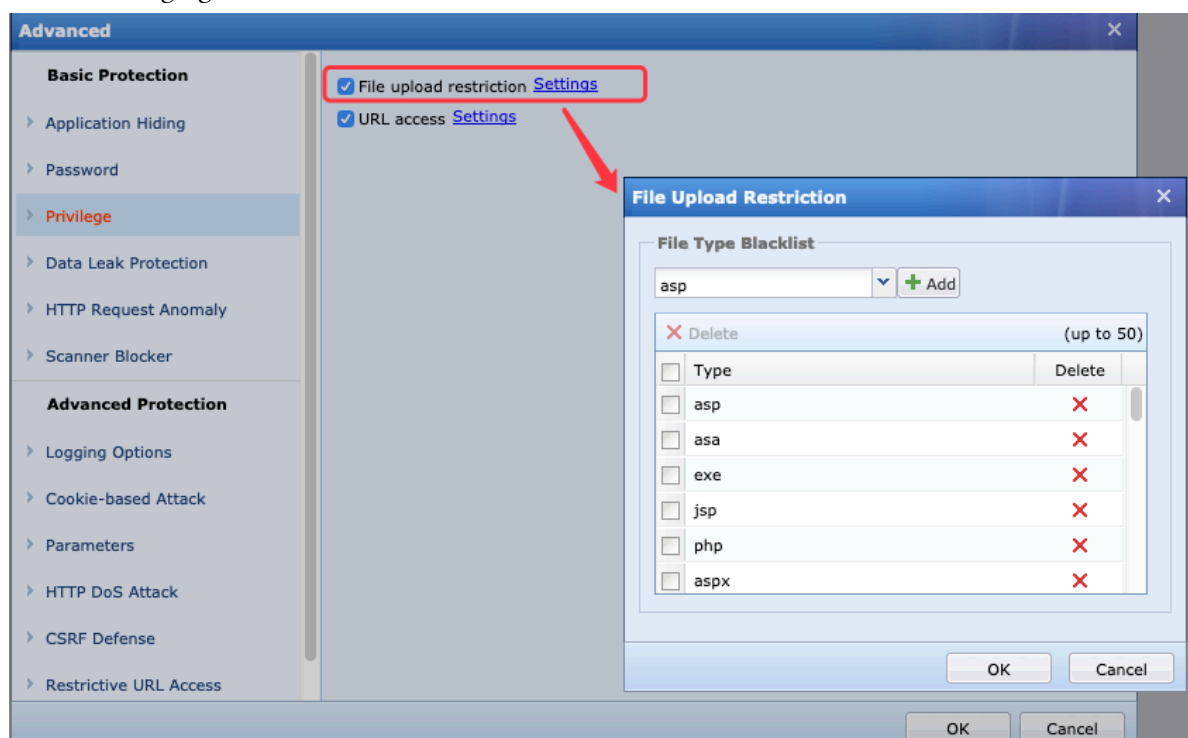 Advanced
Basic Protection
Application Hiding
Password
Privilege
Data Leak Protection
HTTP Request Anomaly
Scanner Blocker
Advanced Protection
Logging Options
Cookie-based Attack
Parameters
HTTP DoS Attack
CSRF Defense
Restrictive URL Access
File upload restriction Settings
URL access Settings
File Upload Restriction
File Type Blacklist
asp Add
Delete (up to 50)
Type Delete
asp
asa
exe
jsp
php
aspx
OK Cancel
OK Cancel